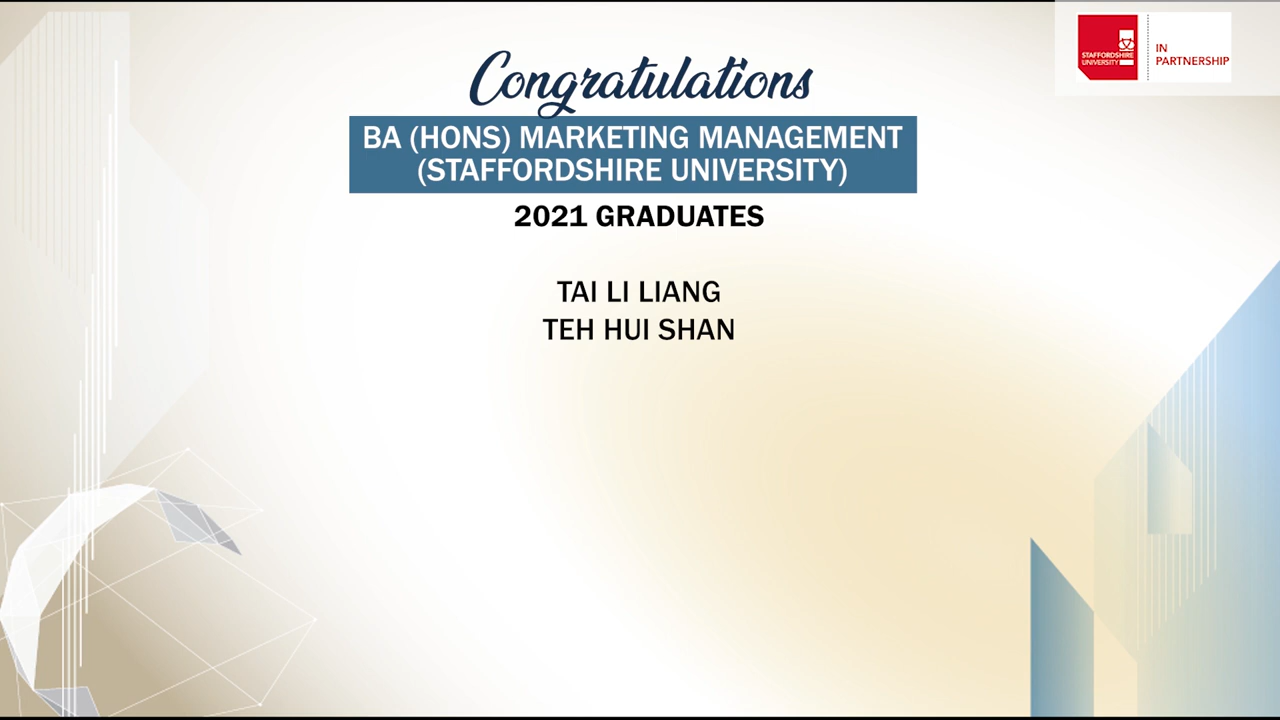 STAFFORDSHIRE
UNIVERSITY
IN
PARTNERSHIP
Congratulations
BA (HONS) MARKETING MANAGEMENT
(STAFFORDSHIRE UNIVERSITY)
2021 GRADUATES
TAI LI LIANG
TEH HUI SHAN